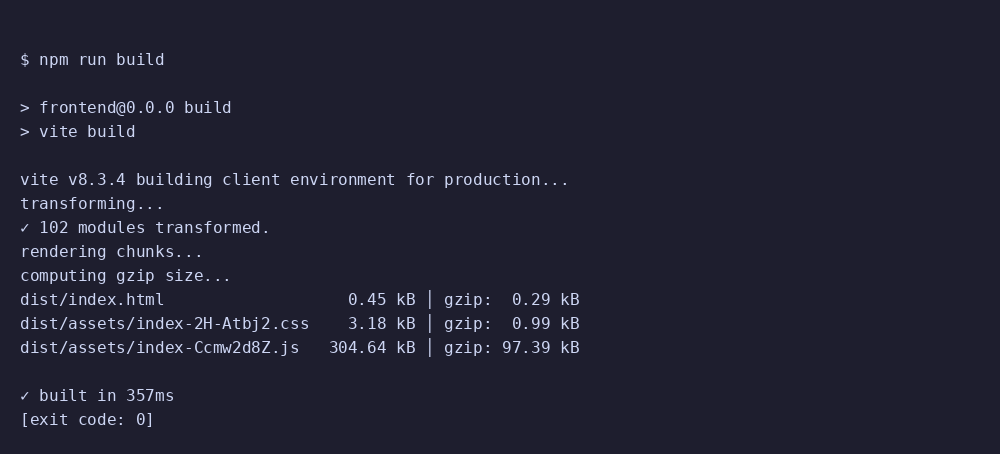 $ npm run build
> frontend@0.0.0 build
> vite build
vite v8.3.4 building client environment for production...
transforming...
✓ 102 modules transformed.
rendering chunks...
computing gzip size...
dist/index.html                   0.45 kB │ gzip:  0.29 kB
dist/assets/index-2H-Atbj2.css    3.18 kB │ gzip:  0.99 kB
dist/assets/index-Ccmw2d8Z.js   304.64 kB │ gzip: 97.39 kB
✓ built in 357ms
[exit code: 0]